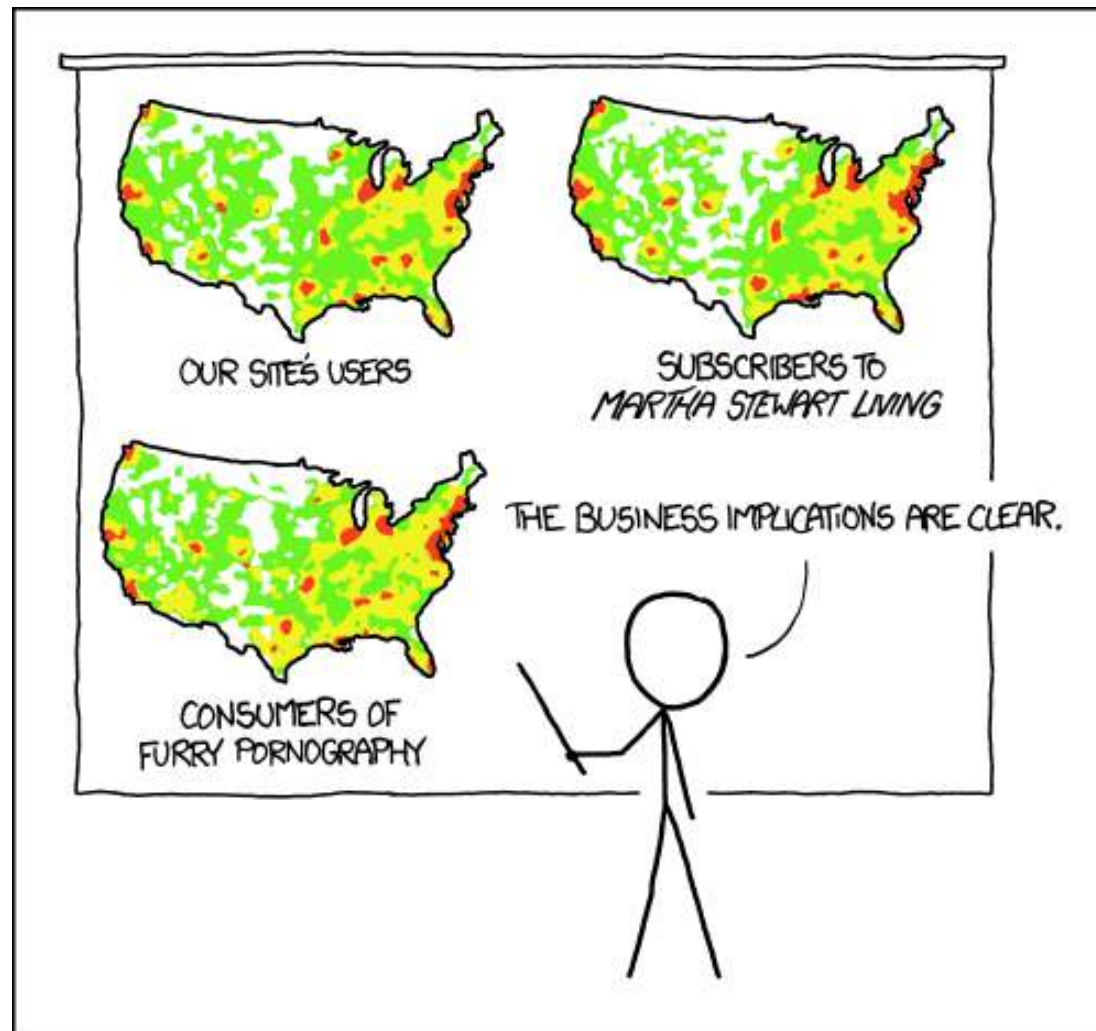 OUR SITE'S USERS
SUBSCRIBERS TO
MARTHA STEWART LIVING
CONSUMERS OF
FURRY PORNOGRAPHY
THE BUSINESS IMPLICATIONS ARE CLEAR.